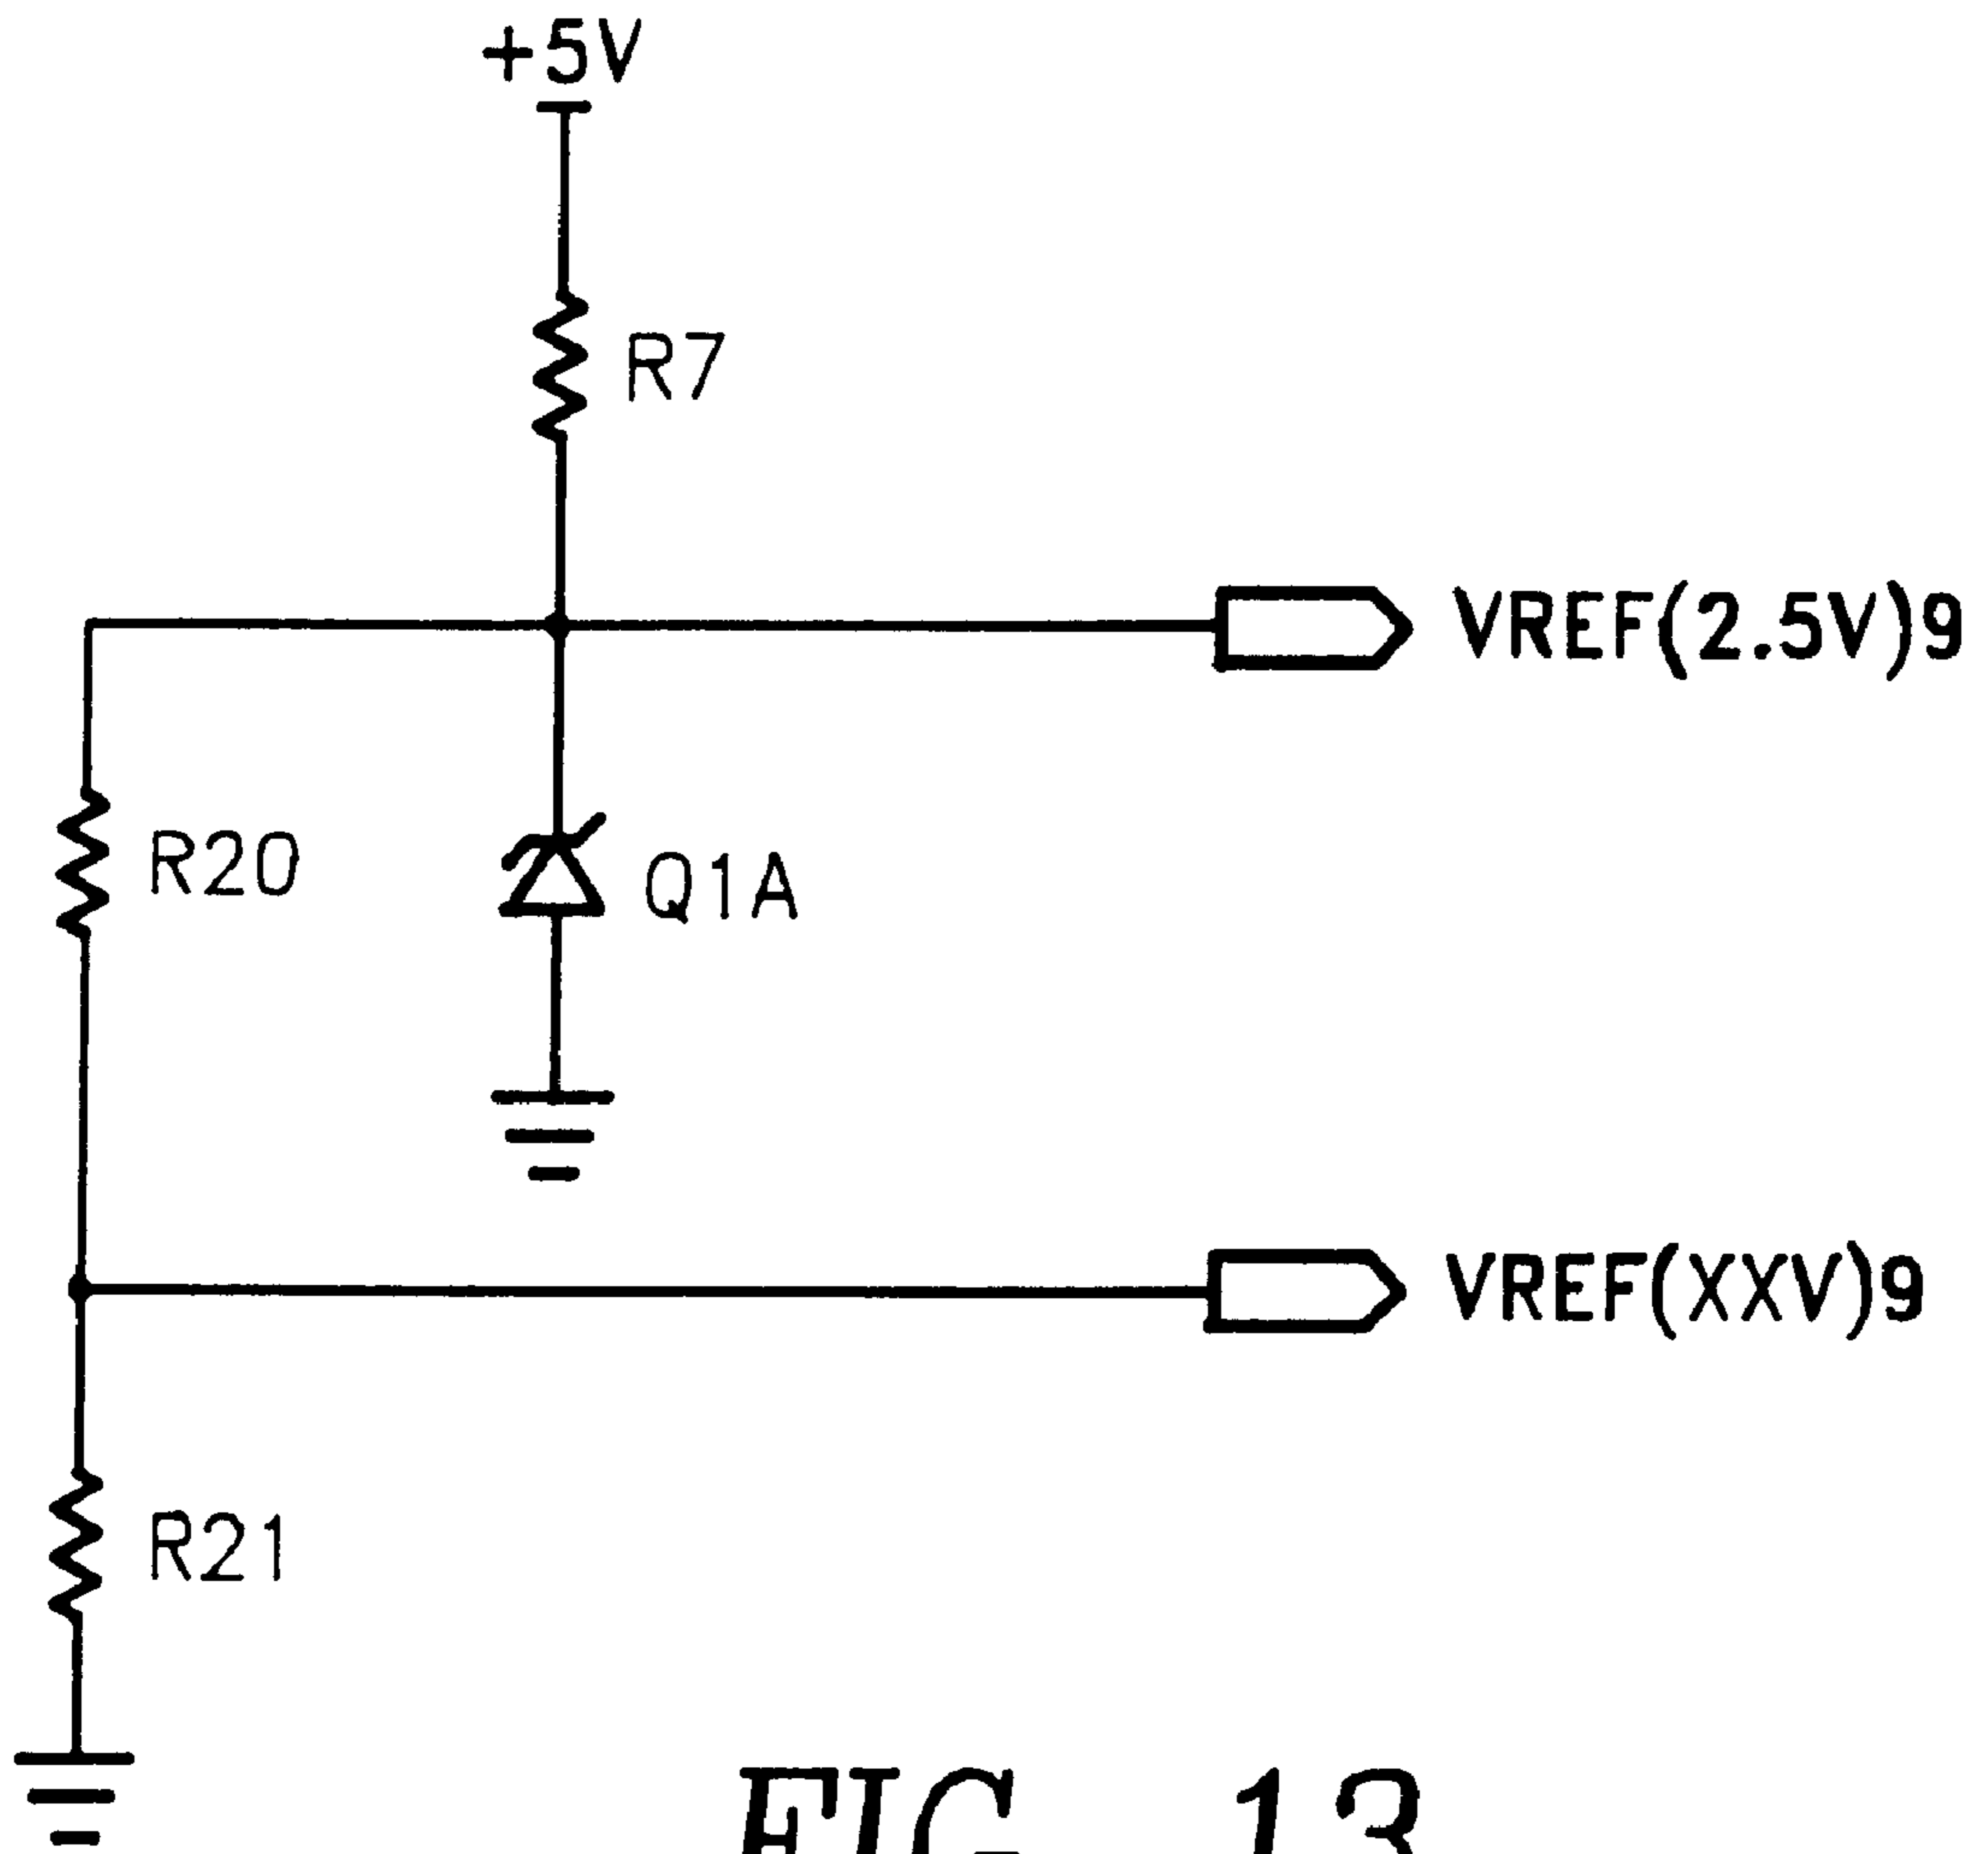 +5V
R7
VREF(2.5V)9
R20
Q1A
VREF(XXV)9
R21
FIG. 13